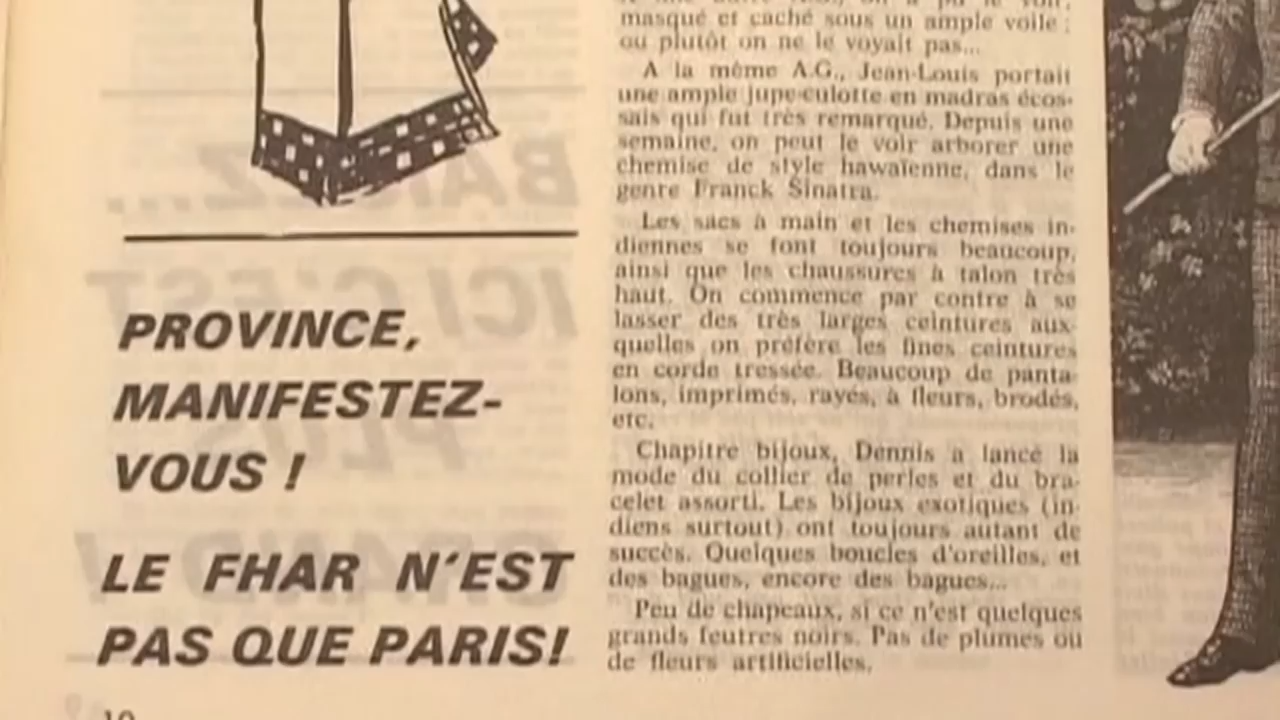 PROVINCE,
MANIFESTEZ-
VOUS !
LE FHAR N'EST
PAS QUE PARIS!
10
masqué et caché sous un ample voile ;
ou plutôt on ne le voyait pas...
A la même A.G., Jean-Louis portait
une ample jupe-culotte en madras écos-
sais qui fut très remarqué. Depuis une
semaine, on peut le voir arborer une
chemise de style hawaïenne, dans le
genre Franck Sinatra.
Les sacs à main et les chemises in-
diennes se font toujours beaucoup,
ainsi que les chaussures à talon très
haut. On commence par contre à se
lasser des très larges ceintures aux-
quelles on préfère les fines ceintures
en corde tressée. Beaucoup de panta-
lons, imprimés, rayés, à fleurs, brodés,
etc.
Chapitre bijoux, Dennis a lancé la
mode du collier de perles et du bra-
celet assorti. Les bijoux exotiques (in-
diens surtout) ont toujours autant de
succès. Quelques boucles d'oreilles, et
des bagues, encore des bagues...
Peu de chapeaux, si ce n'est quelques
grands feutres noirs. Pas de plumes ou
de fleurs artificielles.